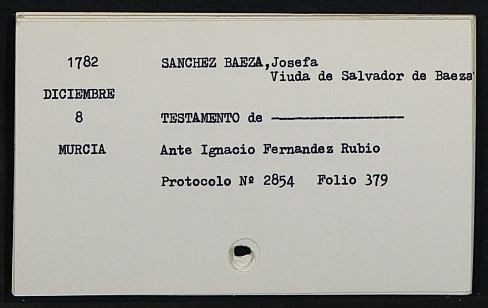 1782
DICIEMBRE
8
MURCIA
SANCHEZ BAEZA, Josefa
Viuda de Salvador de Baeza
TESTAMENTO de -----------------
Ante Ignacio Fernandez Rubio
Protocolo Nº 2854 Folio 379